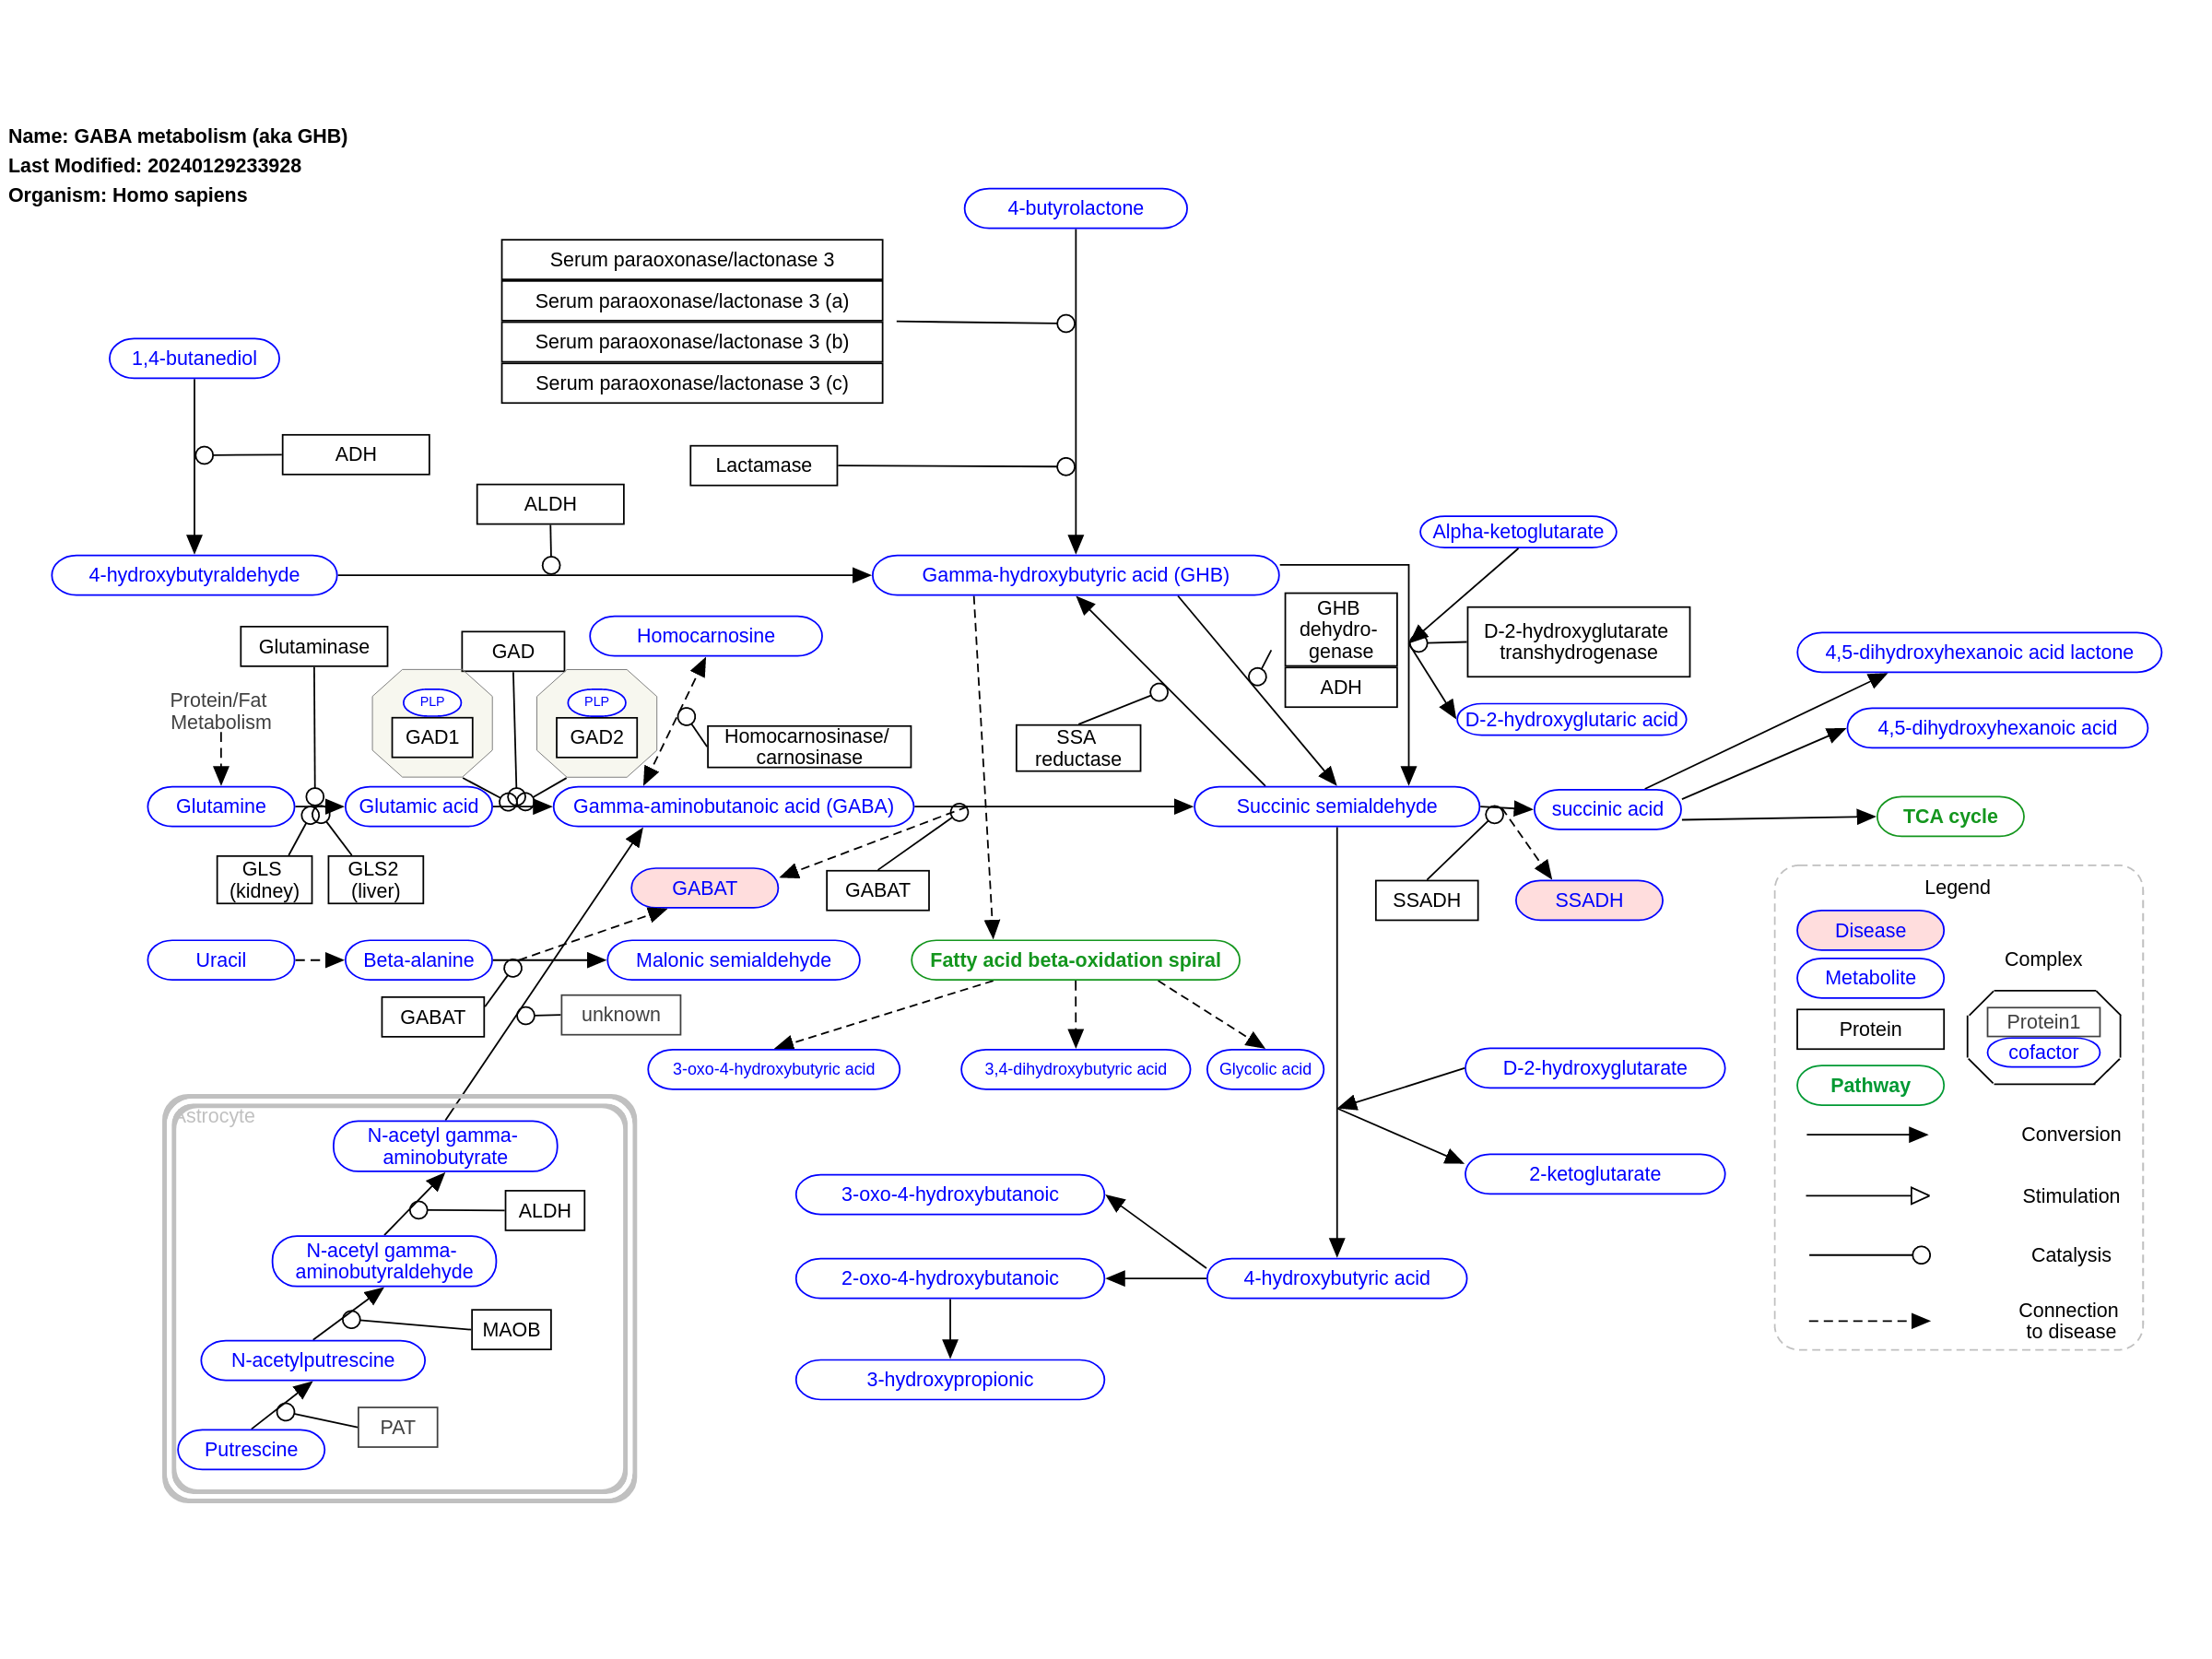 Name: GABA metabolism (aka GHB)
Last Modified: 20240129233928
Organism: Homo sapiens
4-butyrolactone
Serum paraoxonase/lactonase 3
Serum paraoxonase/lactonase 3 (a)
Serum paraoxonase/lactonase 3 (b)
Serum paraoxonase/lactonase 3 (c)
1,4-butanediol
ADH
Lactamase
ALDH
Alpha-ketoglutarate
4-hydroxybutyraldehyde
Gamma-hydroxybutyric acid (GHB)
GHB
dehydro-
genase
ADH
D-2-hydroxyglutarate
transhydrogenase
4,5-dihydroxyhexanoic acid lactone
Glutaminase
GAD
Homocarnosine
Protein/Fat
Metabolism
PLP
GAD1
PLP
GAD2
Homocarnosinase/
carnosinase
SSA
reductase
D-2-hydroxyglutaric acid
4,5-dihydroxyhexanoic acid
Glutamine
Glutamic acid
Gamma-aminobutanoic acid (GABA)
Succinic semialdehyde
succinic acid
TCA cycle
GLS
(kidney)
GLS2
(liver)
GABAT
GABAT
SSADH
SSADH
Uracil
Beta-alanine
Malonic semialdehyde
Fatty acid beta-oxidation spiral
GABAT
unknown
3-oxo-4-hydroxybutyric acid
3,4-dihydroxybutyric acid
Glycolic acid
D-2-hydroxyglutarate
2-ketoglutarate
Astrocyte
N-acetyl gamma-
aminobutyrate
ALDH
N-acetyl gamma-
aminobutyraldehyde
MAOB
N-acetylputrescine
PAT
Putrescine
3-oxo-4-hydroxybutanoic
2-oxo-4-hydroxybutanoic
4-hydroxybutyric acid
3-hydroxypropionic
Legend
Disease
Metabolite
Protein
Pathway
Complex
Protein1
cofactor
Conversion
Stimulation
Catalysis
Connection
to disease